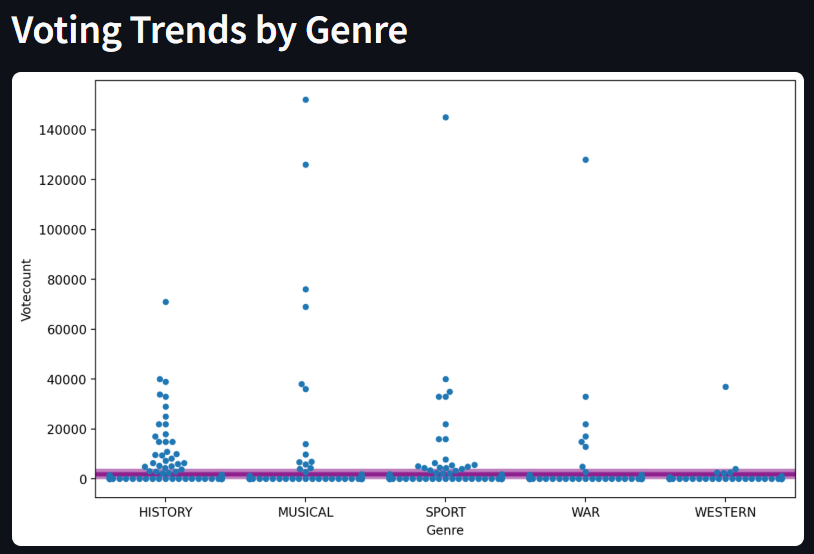 Voting Trends by Genre
140000
120000
100000
80000
60000
40000
20000
0
Votecount
HISTORY MUSICAL SPORT WAR WESTERN
Genre